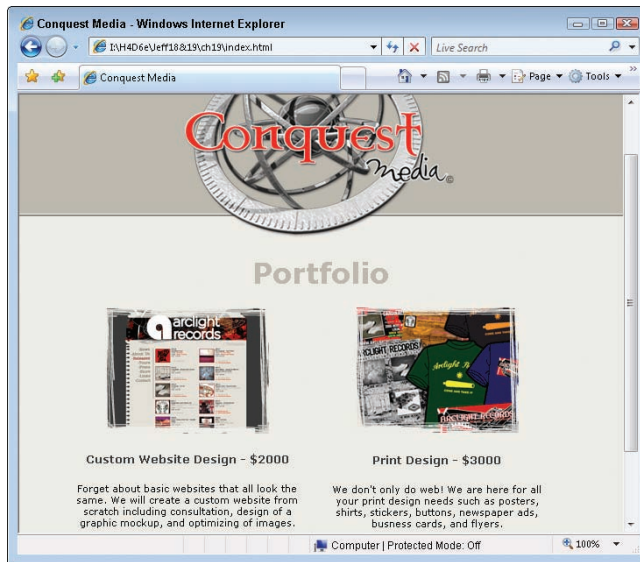 Conquest Media - Windows Internet Explorer
I:\H4D6e\Jeff18&19\ch19\index.html
Live Search
Conquest Media
Page
Tools
Conquest
Media
©
Portfolio
arclight
records
ARCLIGHT RECORDS
ARCLIGHT RECORDS
Custom Website Design - $2000
Print Design - $3000
Forget about basic websites that all look the
same. We will create a custom website from
scratch including consultation, design of a
graphic mockup, and optimizing of images.
We don't only do web! We are here for all
your print design needs such as posters,
shirts, stickers, buttons, newspaper ads,
busness cards, and flyers.
Computer | Protected Mode: Off
100%